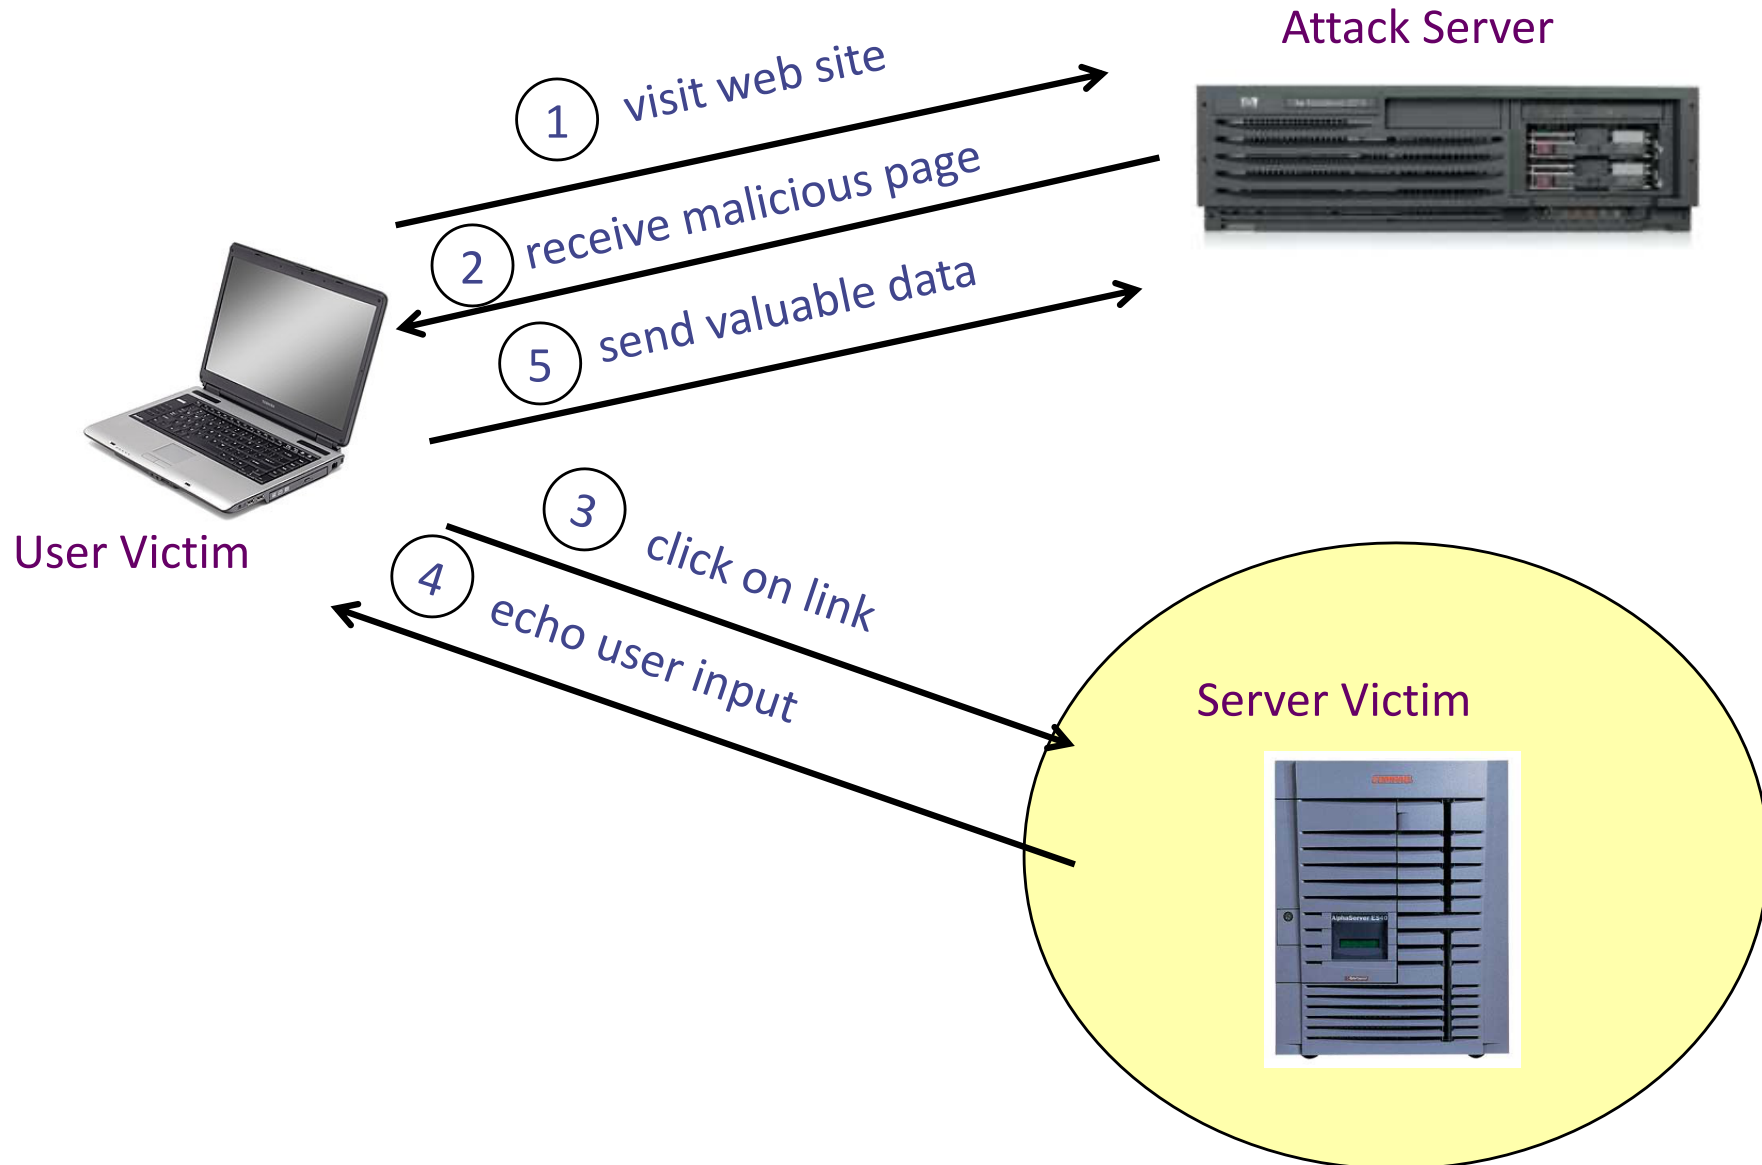 Attack Server
1 visit web site
2 receive malicious page
5 send valuable data
User Victim
3 click on link
4 echo user input
Server Victim